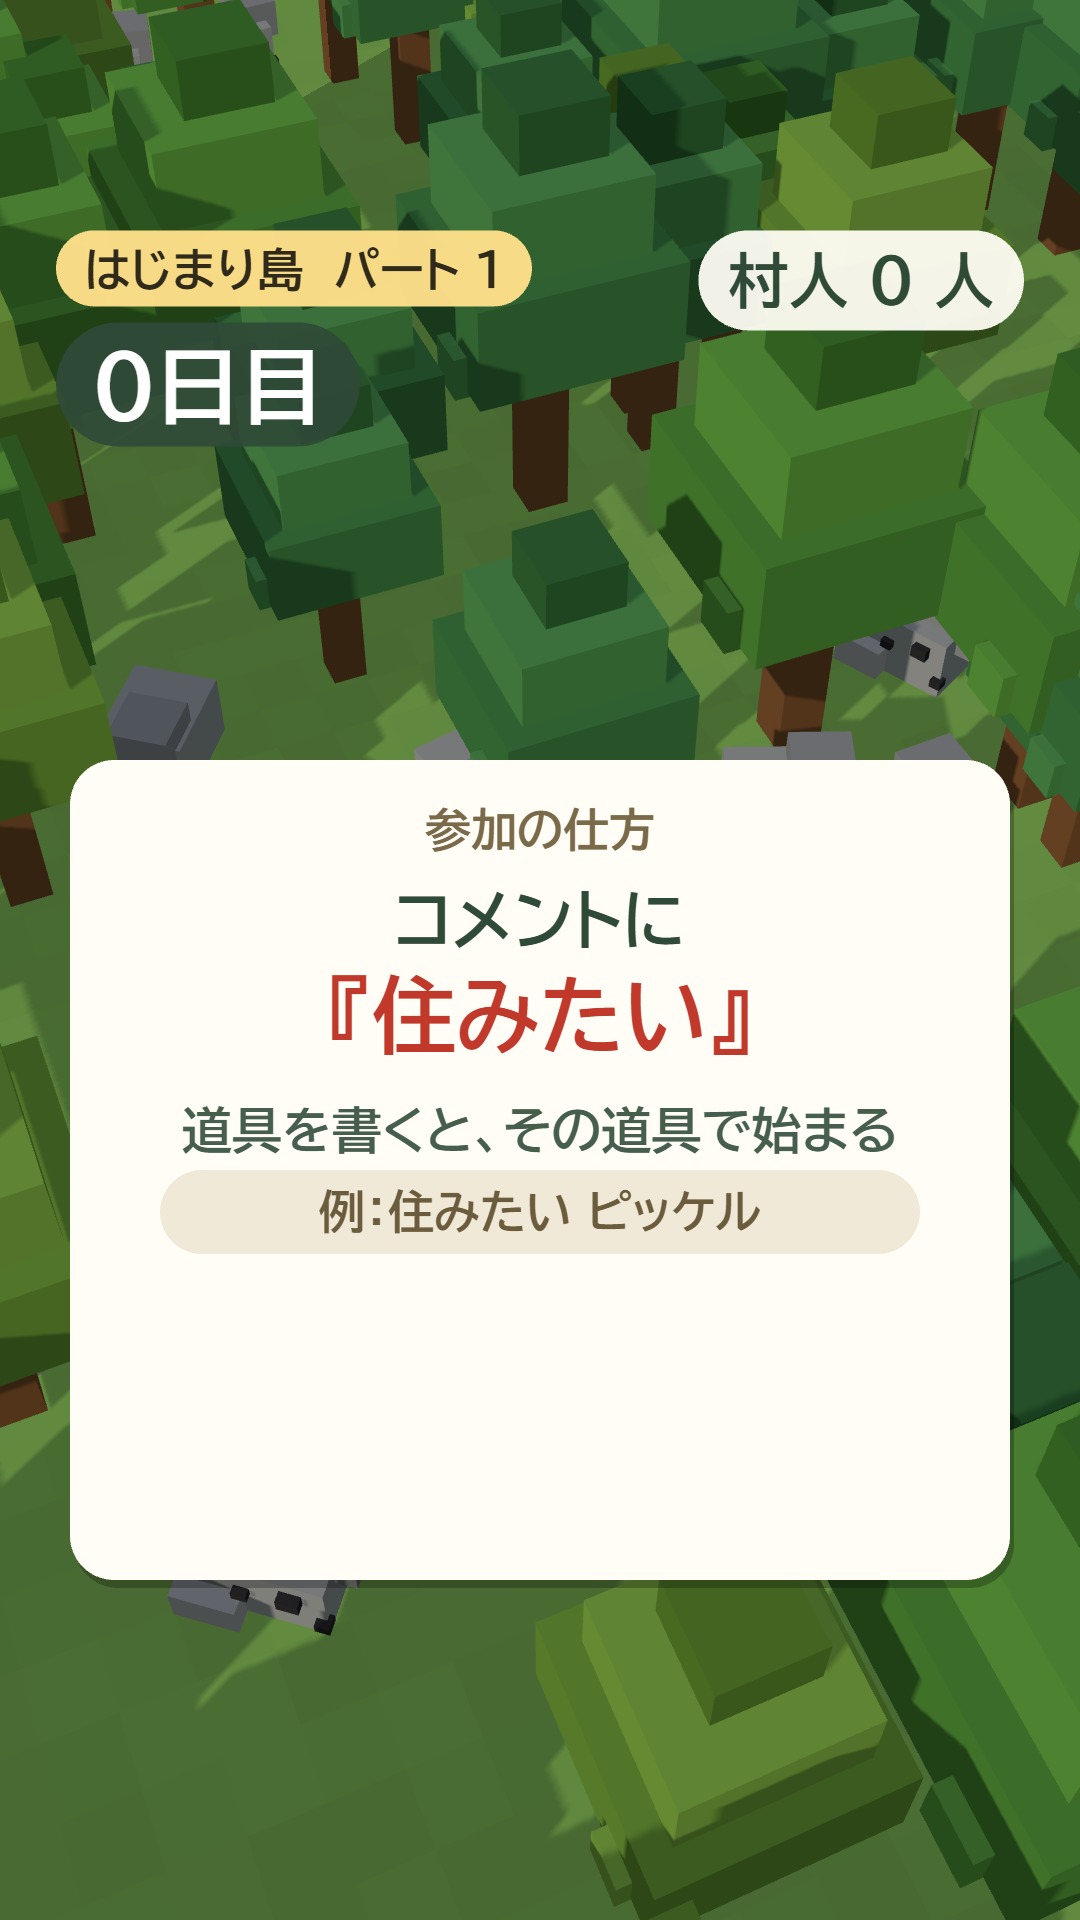 はじまり島 パート 1
村人 0 人
0日目
参加の仕方
コメントに
『住みたい』
道具を書くと、その道具で始まる
例：住みたい ピッケル